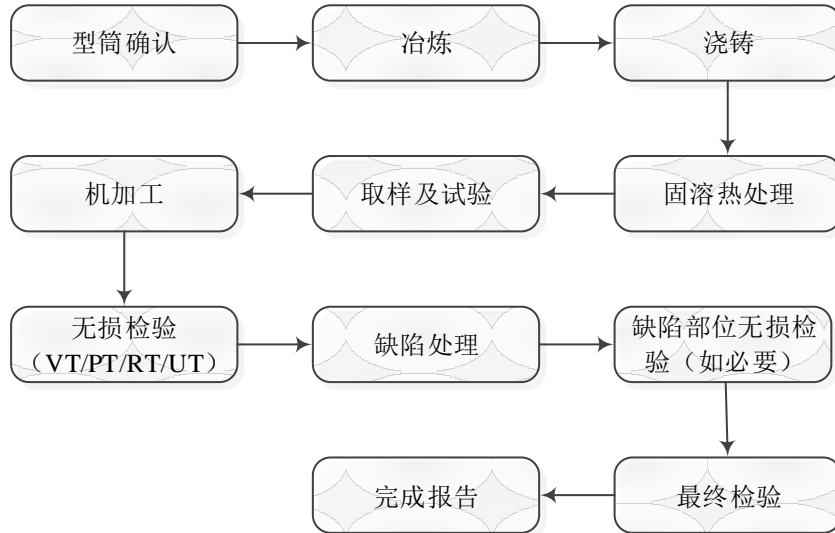 型筒确认
冶炼
浇铸
固溶热处理
取样及试验
机加工
无损检验
（VT/PT/RT/UT）
缺陷处理
缺陷部位无损检
验（如必要）
最终检验
完成报告